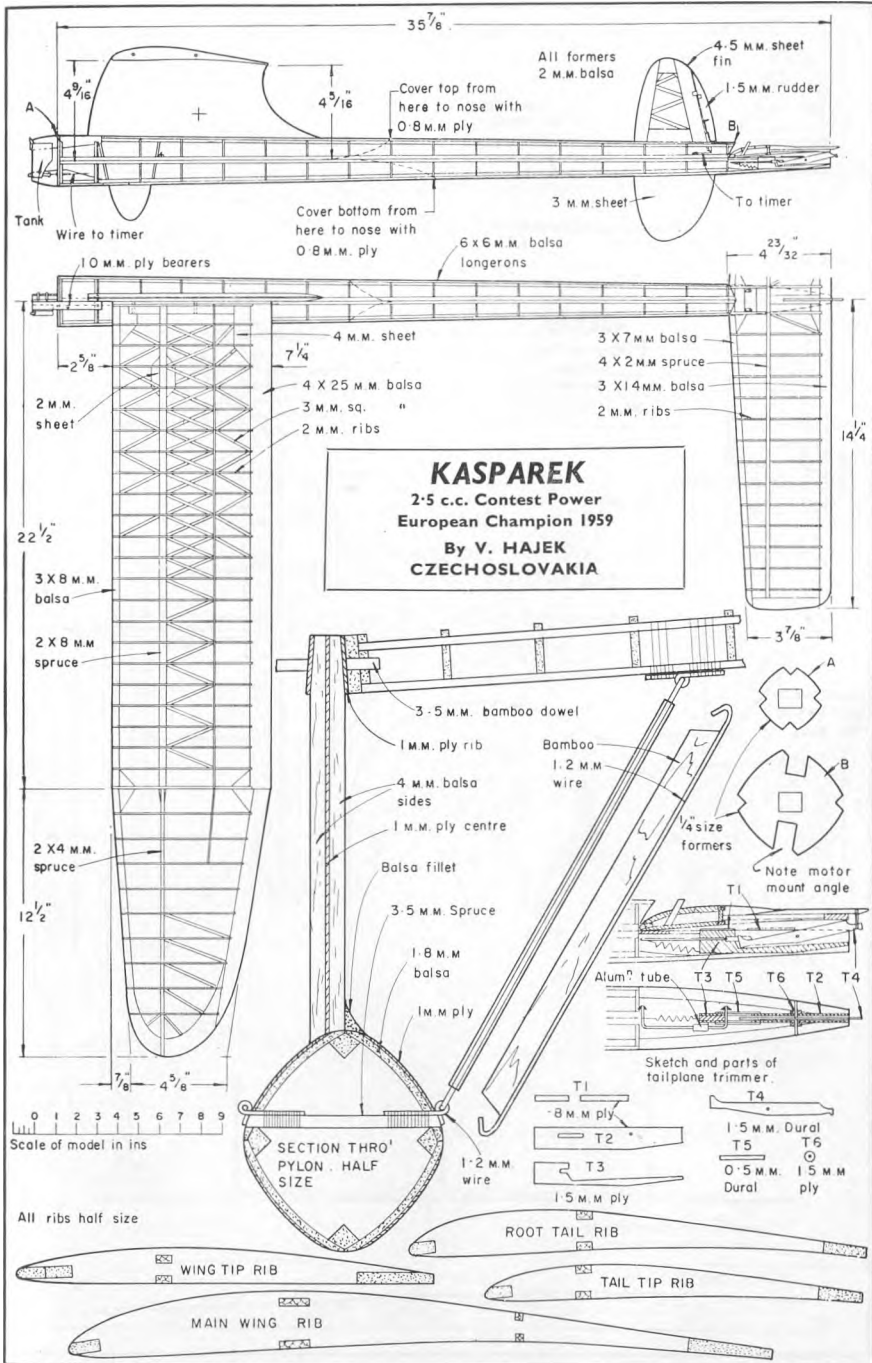 35 7/8"
All formers
2 M.M. balsa
4·5 M.M. sheet
fin
1·5 M.M. rudder
4 9/16"
4 5/16"
Cover top from
here to nose with
0·8 M.M ply
A
B
Tank
Wire to timer
Cover bottom from
here to nose with
0·8 M.M. ply
3 M.M. sheet
To timer
10 M.M. ply bearers
6 x 6 M.M. balsa
longerons
4 23/32"
2 5/8"
4 M.M. sheet
7 1/4"
2 M.M.
sheet
4 X 25 M.M. balsa
3 M.M. sq. "
2 M.M. ribs
3 X 7 MM balsa
4 X 2 MM spruce
3 X14 M.M. balsa
2 M.M. ribs
14 1/4"
KASPAREK
2·5 c.c. Contest Power
European Champion 1959
By V. HAJEK
CZECHOSLOVAKIA
22 1/2"
3 X 8 M.M.
balsa
2 X 8 M.M
spruce
3 7/8"
3·5 M.M. bamboo dowel
1 M.M. ply rib
Bamboo
1·2 M.M
wire
4 M.M. balsa
sides
1 M.M. ply centre
A
B
1/4" size
formers
Note motor
mount angle
2 X 4 M.M.
spruce
12 1/2"
Balsa fillet
3·5 M.M. Spruce
1·8 M.M
balsa
1 M.M ply
T1
Alumn tube
T3 T5 T6 T2 T4
Sketch and parts of
tailplane trimmer.
7/8"
4 5/8"
0 1 2 3 4 5 6 7 8 9
Scale of model in ins
SECTION THRO'
PYLON. HALF
SIZE
1·2 M.M.
wire
T1
·8 M.M ply
T2
T3
1·5 M.M ply
T4
1·5 M.M. Dural
T5 T6
0·5 M.M. 1·5 M.M
Dural ply
All ribs half size
ROOT TAIL RIB
WING TIP RIB
TAIL TIP RIB
MAIN WING RIB